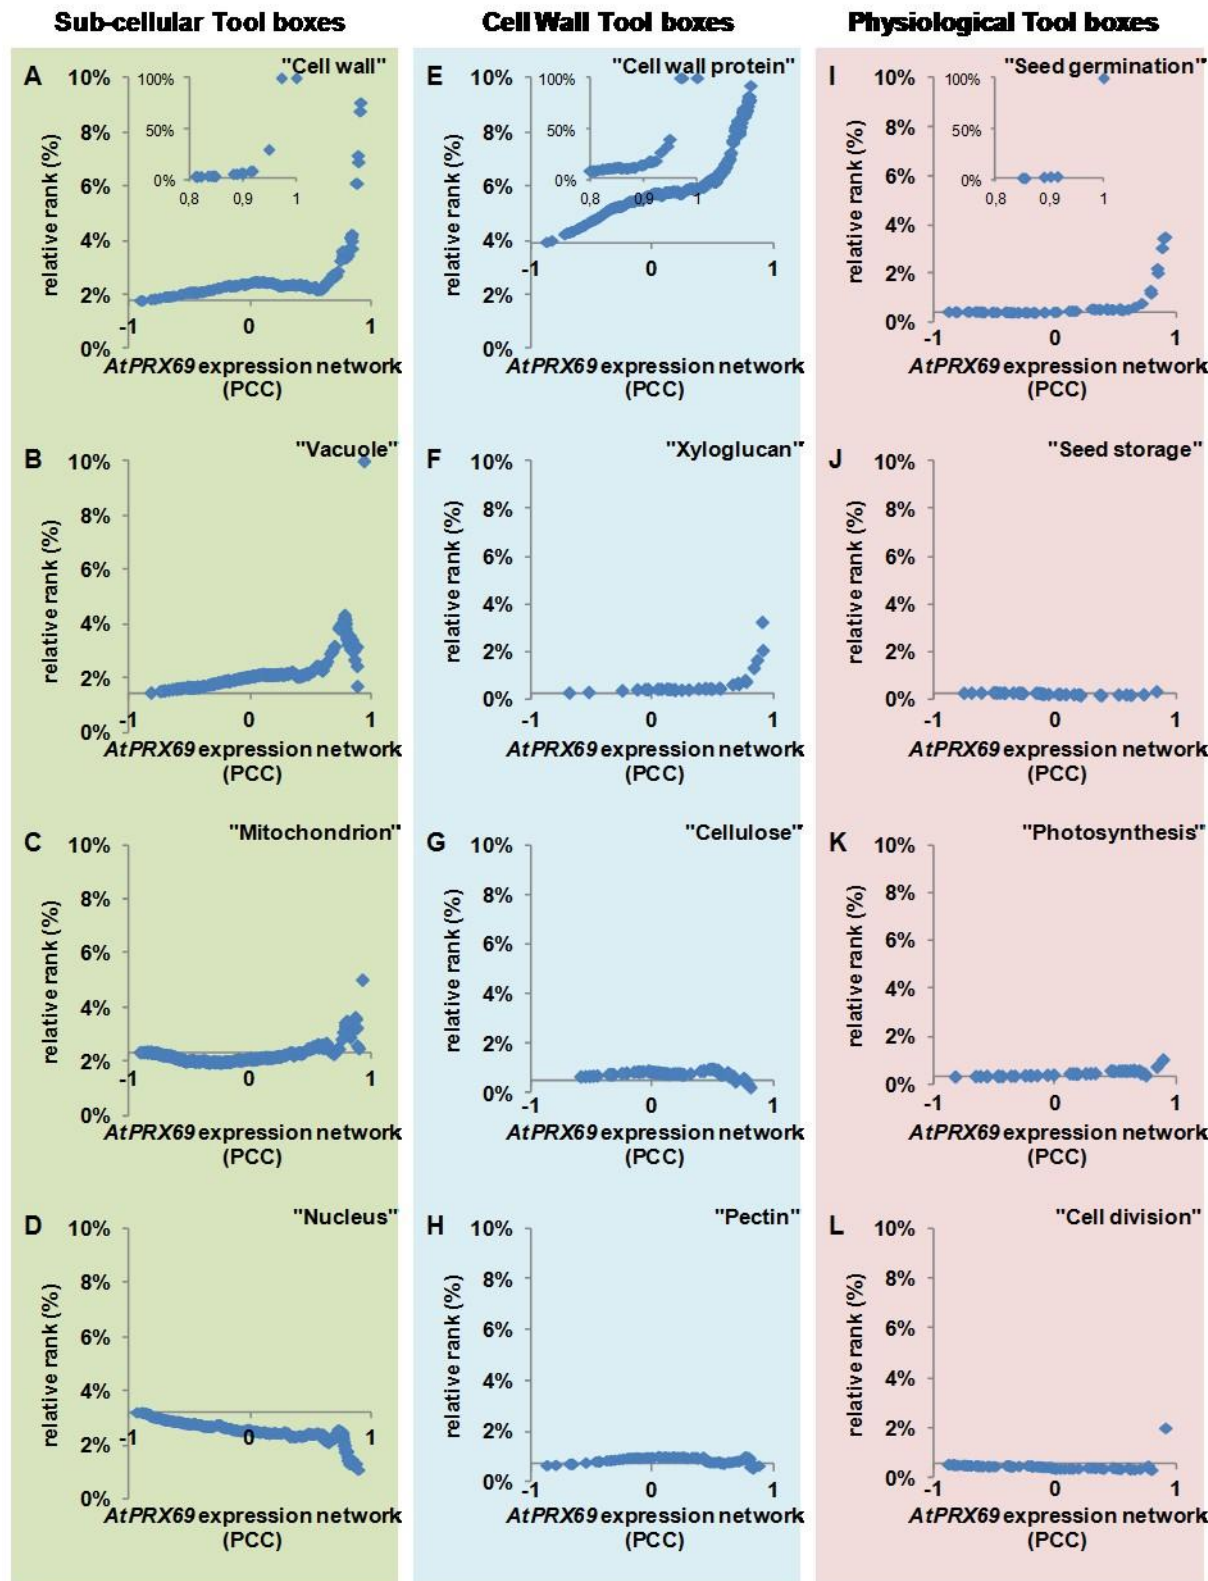 Sub-cellular Tool boxes
Cell Wall Tool boxes
Physiological Tool boxes
A
"Cell wall"
relative rank (%)
10%
8%
6%
4%
2%
0%
100%
50%
0%
0,8
0,9
1
-1
0
1
AtPRX69 expression network
(PCC)
E
"Cell wall protein"
relative rank (%)
10%
8%
6%
4%
2%
0%
100%
50%
0%
0,8
0,9
1
-1
0
1
AtPRX69 expression network
(PCC)
I
"Seed germination"
relative rank (%)
10%
8%
6%
4%
2%
0%
100%
50%
0%
0,8
0,9
1
-1
0
1
AtPRX69 expression network
(PCC)
B
"Vacuole"
relative rank (%)
10%
8%
6%
4%
2%
0%
-1
0
1
AtPRX69 expression network
(PCC)
F
"Xyloglucan"
relative rank (%)
10%
8%
6%
4%
2%
0%
-1
0
1
AtPRX69 expression network
(PCC)
J
"Seed storage"
relative rank (%)
10%
8%
6%
4%
2%
0%
-1
0
1
AtPRX69 expression network
(PCC)
C
"Mitochondrion"
relative rank (%)
10%
8%
6%
4%
2%
0%
-1
0
1
AtPRX69 expression network
(PCC)
G
"Cellulose"
relative rank (%)
10%
8%
6%
4%
2%
0%
-1
0
1
AtPRX69 expression network
(PCC)
K
"Photosynthesis"
relative rank (%)
10%
8%
6%
4%
2%
0%
-1
0
1
AtPRX69 expression network
(PCC)
D
"Nucleus"
relative rank (%)
10%
8%
6%
4%
2%
0%
-1
0
1
AtPRX69 expression network
(PCC)
H
"Pectin"
relative rank (%)
10%
8%
6%
4%
2%
0%
-1
0
1
AtPRX69 expression network
(PCC)
L
"Cell division"
relative rank (%)
10%
8%
6%
4%
2%
0%
-1
0
1
AtPRX69 expression network
(PCC)